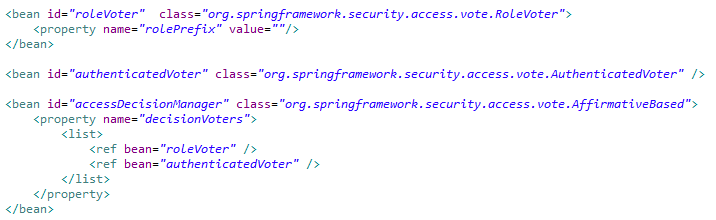 <bean id="roleVoter"  class="org.springframework.security.access.vote.RoleVoter">
    <property name="rolePrefix" value=""/>
</bean>

<bean id="authenticatedVoter" class="org.springframework.security.access.vote.AuthenticatedVoter" />

<bean id="accessDecisionManager" class="org.springframework.security.access.vote.AffirmativeBased">
    <property name="decisionVoters">
        <list>
            <ref bean="roleVoter" />
            <ref bean="authenticatedVoter" />
        </list>
    </property>
</bean>